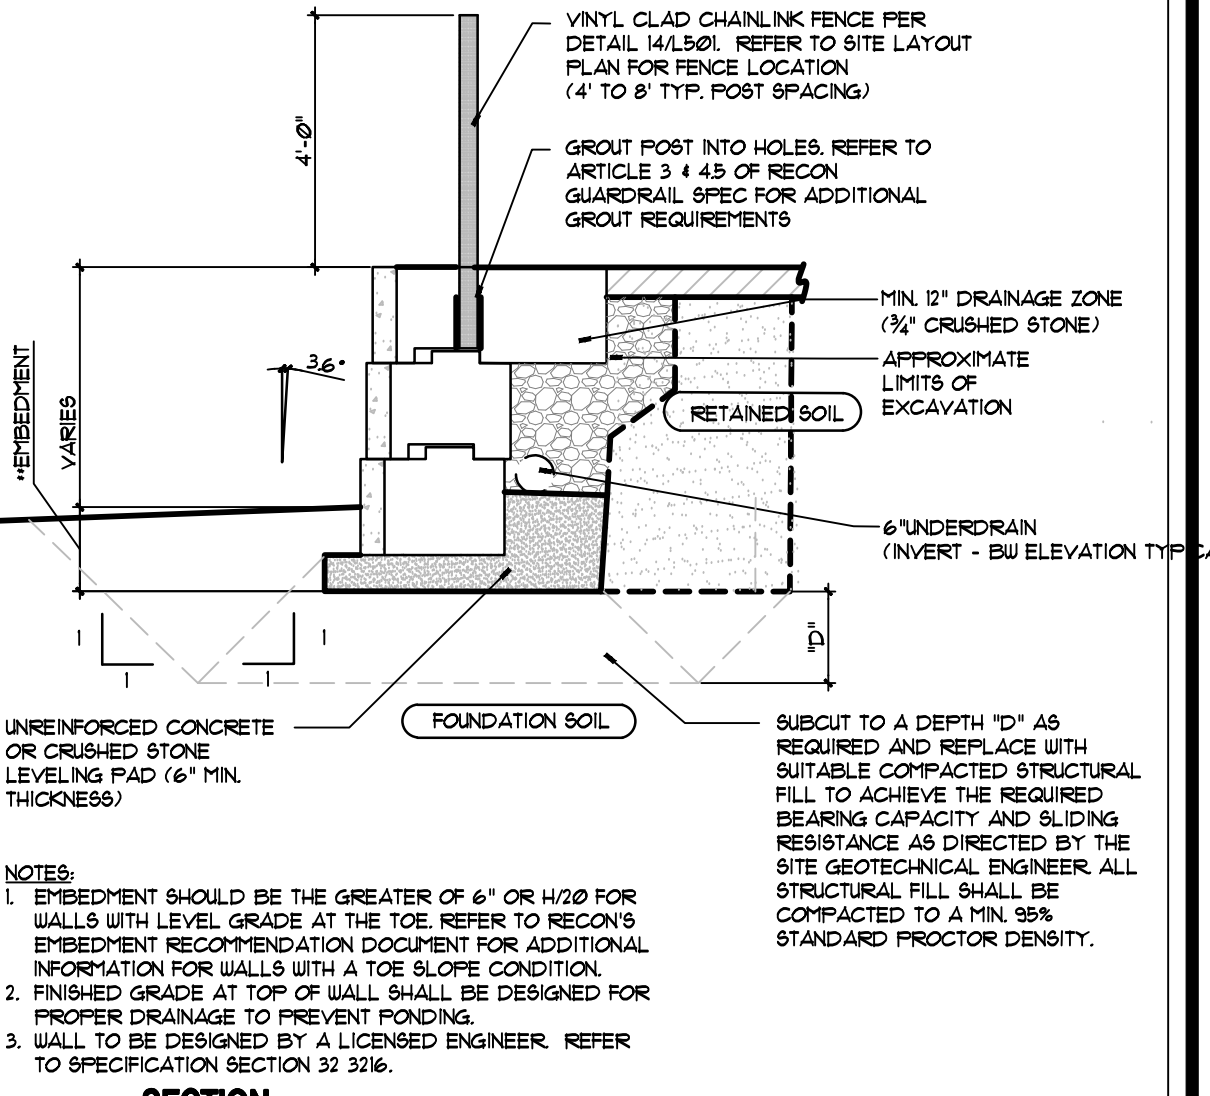 VINYL CLAD CHAINLINK FENCE PER
DETAIL 14/L501. REFER TO SITE LAYOUT
PLAN FOR FENCE LOCATION
(4' TO 8' TYP. POST SPACING)
4'-0"
GROUT POST INTO HOLES. REFER TO
ARTICLE 3 & 4.5 OF RECON
GUARDRAIL SPEC FOR ADDITIONAL
GROUT REQUIREMENTS
MIN. 12" DRAINAGE ZONE
(3/4" CRUSHED STONE)
APPROXIMATE
LIMITS OF
EXCAVATION
RETAINED SOIL
3.6°
**EMBEDMENT
VARIES
6"UNDERDRAIN
(INVERT - BW ELEVATION TYPICA
"D"
1
1
1
1
UNREINFORCED CONCRETE
OR CRUSHED STONE
LEVELING PAD (6" MIN.
THICKNESS)
FOUNDATION SOIL
SUBCUT TO A DEPTH "D" AS
REQUIRED AND REPLACE WITH
SUITABLE COMPACTED STRUCTURAL
FILL TO ACHIEVE THE REQUIRED
BEARING CAPACITY AND SLIDING
RESISTANCE AS DIRECTED BY THE
SITE GEOTECHNICAL ENGINEER. ALL
STRUCTURAL FILL SHALL BE
COMPACTED TO A MIN. 95%
STANDARD PROCTOR DENSITY.
NOTES:
1. EMBEDMENT SHOULD BE THE GREATER OF 6" OR H/20 FOR
WALLS WITH LEVEL GRADE AT THE TOE. REFER TO RECON'S
EMBEDMENT RECOMMENDATION DOCUMENT FOR ADDITIONAL
INFORMATION FOR WALLS WITH A TOE SLOPE CONDITION.
2. FINISHED GRADE AT TOP OF WALL SHALL BE DESIGNED FOR
PROPER DRAINAGE TO PREVENT PONDING.
3. WALL TO BE DESIGNED BY A LICENSED ENGINEER. REFER
TO SPECIFICATION SECTION 32 3216.
SECTION